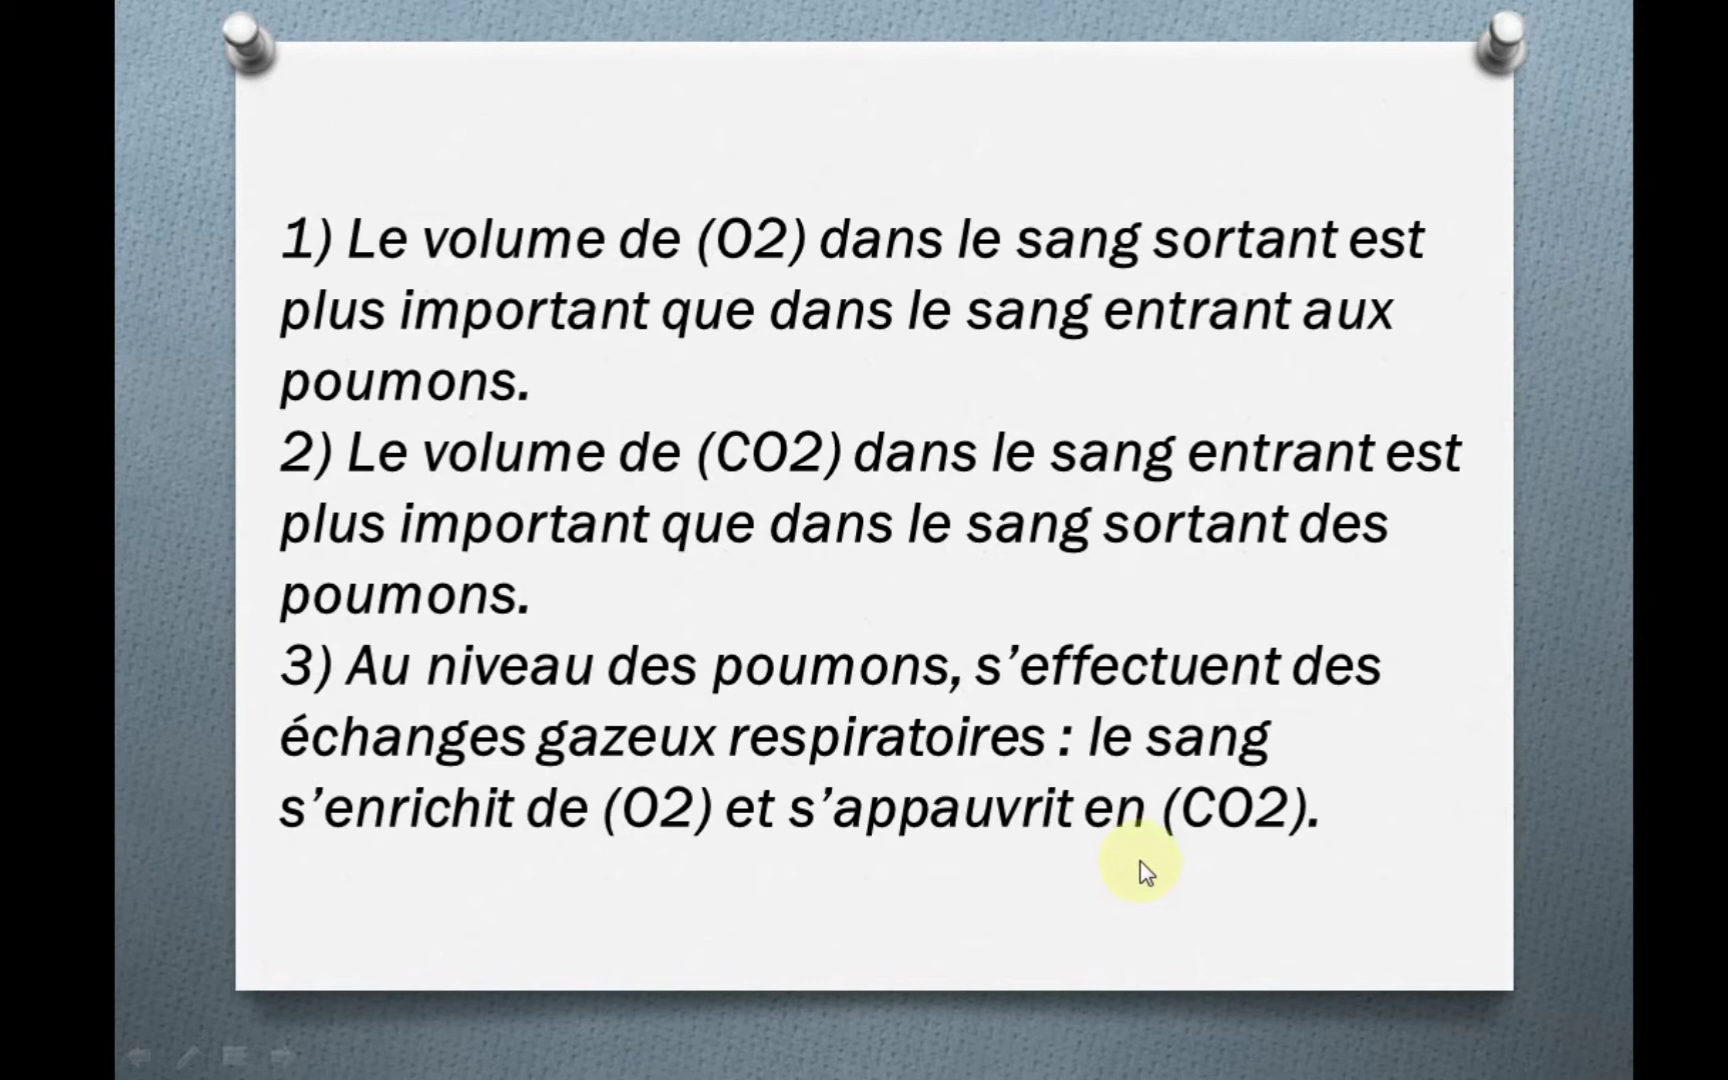 1) Le volume de (O2) dans le sang sortant est
plus important que dans le sang entrant aux
poumons.
2) Le volume de (CO2) dans le sang entrant est
plus important que dans le sang sortant des
poumons.
3) Au niveau des poumons, s’effectuent des
échanges gazeux respiratoires : le sang
s’enrichit de (O2) et s’appauvrit en (CO2).